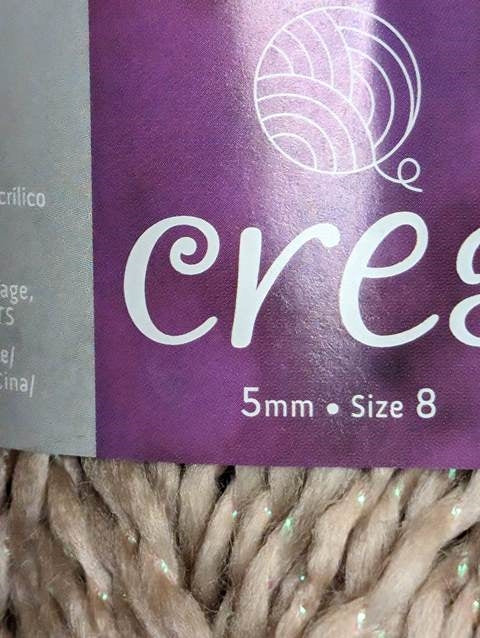 crílico
age,
TS
e/
Cina/
crea
5mm • Size 8